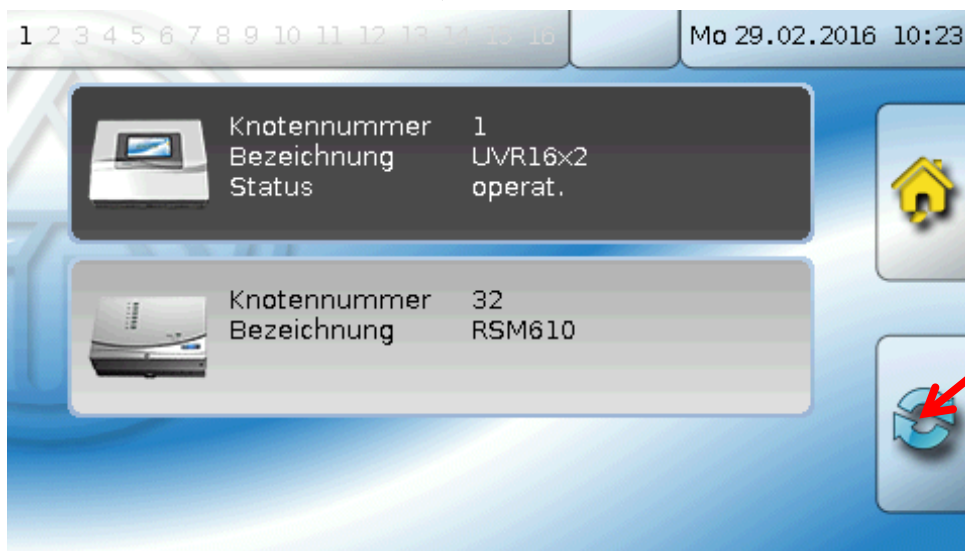 1 2 3 4 5 6 7 8 9 10 11 12 13 14 15 16 Mo 29.02.2016 10:23
Knotennummer 1
Bezeichnung UVR16x2
Status operat.
Knotennummer 32
Bezeichnung RSM610